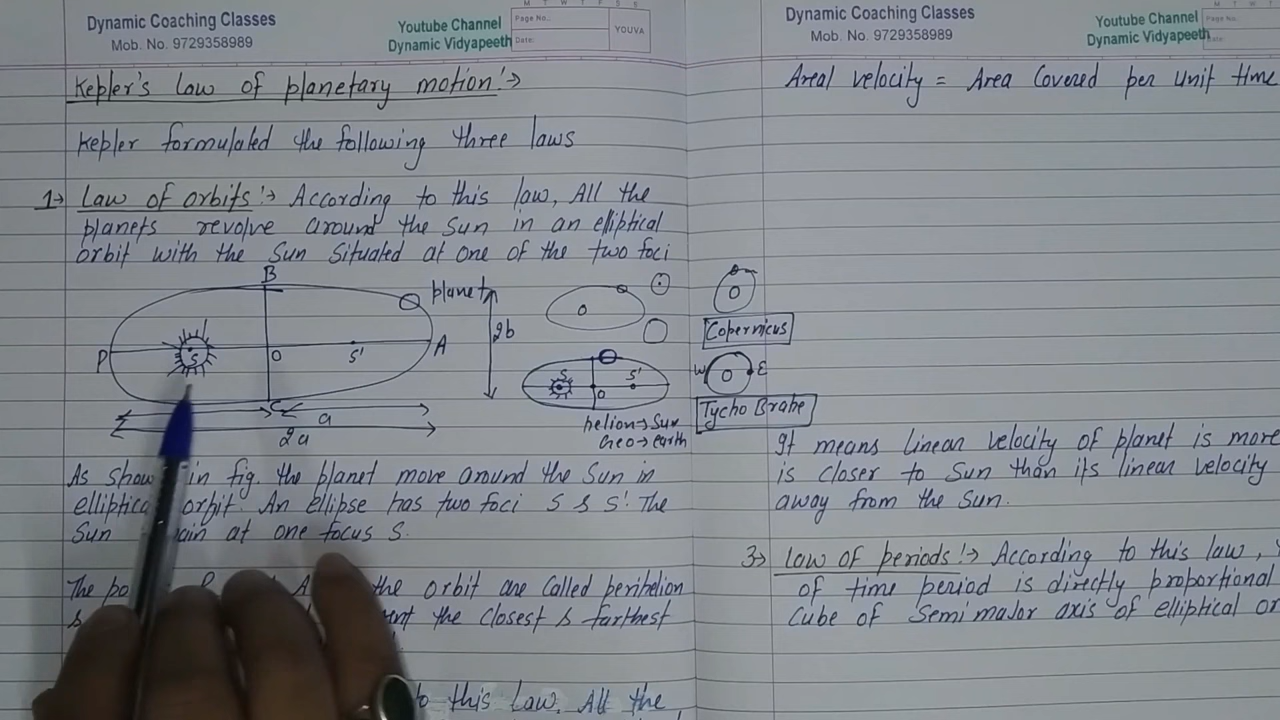 Dynamic Coaching Classes
Mob. No. 9729358989
Youtube Channel
Dynamic Vidyapeeth
Page No.:
Date:
YOUVA
Kepler's Law of planetary motion:→
Kepler formulated the following three laws
1→ Law of orbits:→ According to this law, All the
planets revolve around the Sun in an elliptical
orbit with the Sun Situated at one of the two foci
B
planet
P
S
O
S'
A
2b
C
a
2a
S
O
S'
helion→Sun
Geo→earth
Copernicus
W
E
Tycho Brahe
As in fig. the planet move around the Sun in
orbit. An ellipse has two foci S & S'. The
Sun at one focus S.
The P A the orbit are called perihelion
& the closest & farthest
to this Law, All the
Dynamic Coaching Classes
Mob. No. 9729358989
Youtube Channel
Dynamic Vidyapeeth
Page No.:
Date:
Areal velocity = Area Covered per unit time
It means linear velocity of planet is more
is closer to Sun than its linear velocity
away from the Sun.
3→ Law of periods:→ According to this law,
of time period is directly proportional
Cube of Semi major axis of elliptical